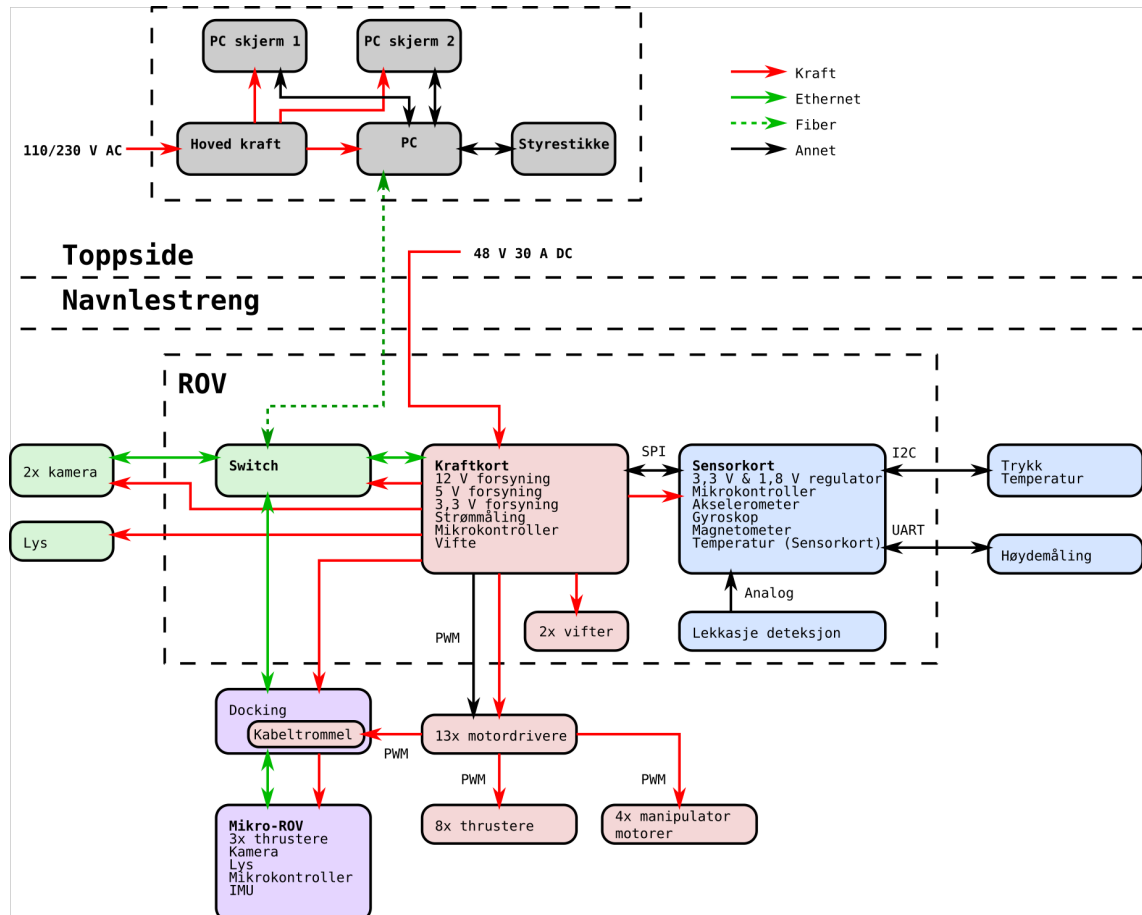 PC skjerm 1
PC skjerm 2
Kraft
Ethernet
Fiber
Annet
110/230 V AC
Hoved kraft
PC
Styrestikke
Toppside
48 V 30 A DC
Navnlestreng
ROV
2x kamera
Switch
Kraftkort
12 V forsyning
5 V forsyning
3,3 V forsyning
Strømmåling
Mikrokontroller
Vifte
SPI
Sensorkort
3,3 V & 1,8 V regulator
Mikrokontroller
Akselerometer
Gyroskop
Magnetometer
Temperatur (Sensorkort)
I2C
Trykk
Temperatur
UART
Høydemåling
Lys
Analog
PWM
2x vifter
Lekkasje deteksjon
Docking
Kabeltrommel
PWM
13x motordrivere
PWM
PWM
8x thrustere
4x manipulator
motorer
Mikro-ROV
3x thrustere
Kamera
Lys
Mikrokontroller
IMU